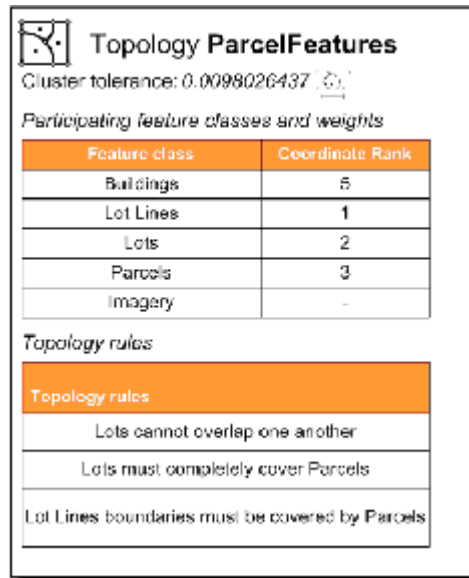 Topology ParcelFeatures
Cluster tolerance: 0.0098026437
Participating feature classes and weights
Feature class Coordinate Rank
Buildings 5
Lot Lines 1
Lots 2
Parcels 3
Imagery -
Topology rules
Topology rules
Lots cannot overlap one another
Lots must completely cover Parcels
Lot Lines boundaries must be covered by Parcels